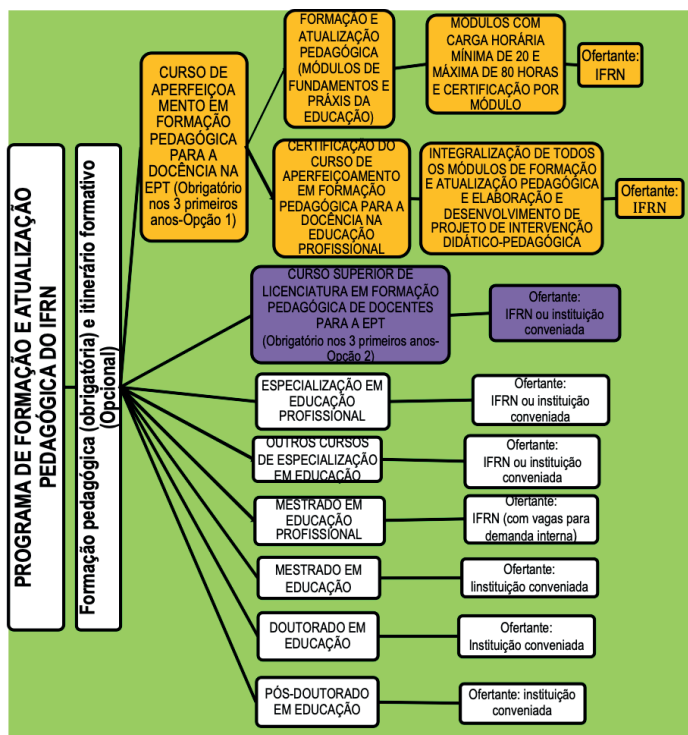 PROGRAMA DE FORMAÇÃO E ATUALIZAÇÃO
PEDAGÓGICA DO IFRN
Formação pedagógica (obrigatória) e itinerário formativo
(Opcional)
CURSO DE
APERFEIÇOA
MENTO EM
FORMAÇÃO
PEDAGÓGICA
PARA A
DOCÊNCIA NA
EPT (Obrigatório
nos 3 primeiros
anos-Opção 1)
FORMAÇÃO E
ATUALIZAÇÃO
PEDAGÓGICA
(MÓDULOS DE
FUNDAMENTOS E
PRÁXIS DA
EDUCAÇÃO)
MÓDULOS COM
CARGA HORÁRIA
MÍNIMA DE 20 E
MÁXIMA DE 80 HORAS
E CERTIFICAÇÃO POR
MÓDULO
Ofertante:
IFRN
CERTIFICAÇÃO DO
CURSO DE
APERFEIÇOAMENTO
EM FORMAÇÃO
PEDAGÓGICA PARA A
DOCÊNCIA NA
EDUCAÇÃO
PROFISSIONAL
INTEGRALIZAÇÃO DE TODOS
OS MÓDULOS DE FORMAÇÃO
E ATUALIZAÇÃO PEDAGÓGICA
E ELABORAÇÃO E
DESENVOLVIMENTO DE
PROJETO DE INTERVENÇÃO
DIDÁTICO-PEDAGÓGICA
Ofertante:
IFRN
CURSO SUPERIOR DE
LICENCIATURA EM FORMAÇÃO
PEDAGÓGICA DE DOCENTES
PARA A EPT
(Obrigatório nos 3 primeiros anos-
Opção 2)
Ofertante:
IFRN ou instituição
conveniada
ESPECIALIZAÇÃO EM
EDUCAÇÃO
PROFISSIONAL
Ofertante:
IFRN ou instituição
conveniada
OUTROS CURSOS
DE ESPECIALIZAÇÃO
EM EDUCAÇÃO
Ofertante:
IFRN ou instituição
conveniada
MESTRADO EM
EDUCAÇÃO
PROFISSIONAL
Ofertante:
IFRN (com vagas para
demanda interna)
MESTRADO EM
EDUCAÇÃO
Ofertante:
Iinstituição conveniada
DOUTORADO EM
EDUCAÇÃO
Ofertante:
Instituição conveniada
PÓS-DOUTORADO
EM EDUCAÇÃO
Ofertante: instituição
conveniada